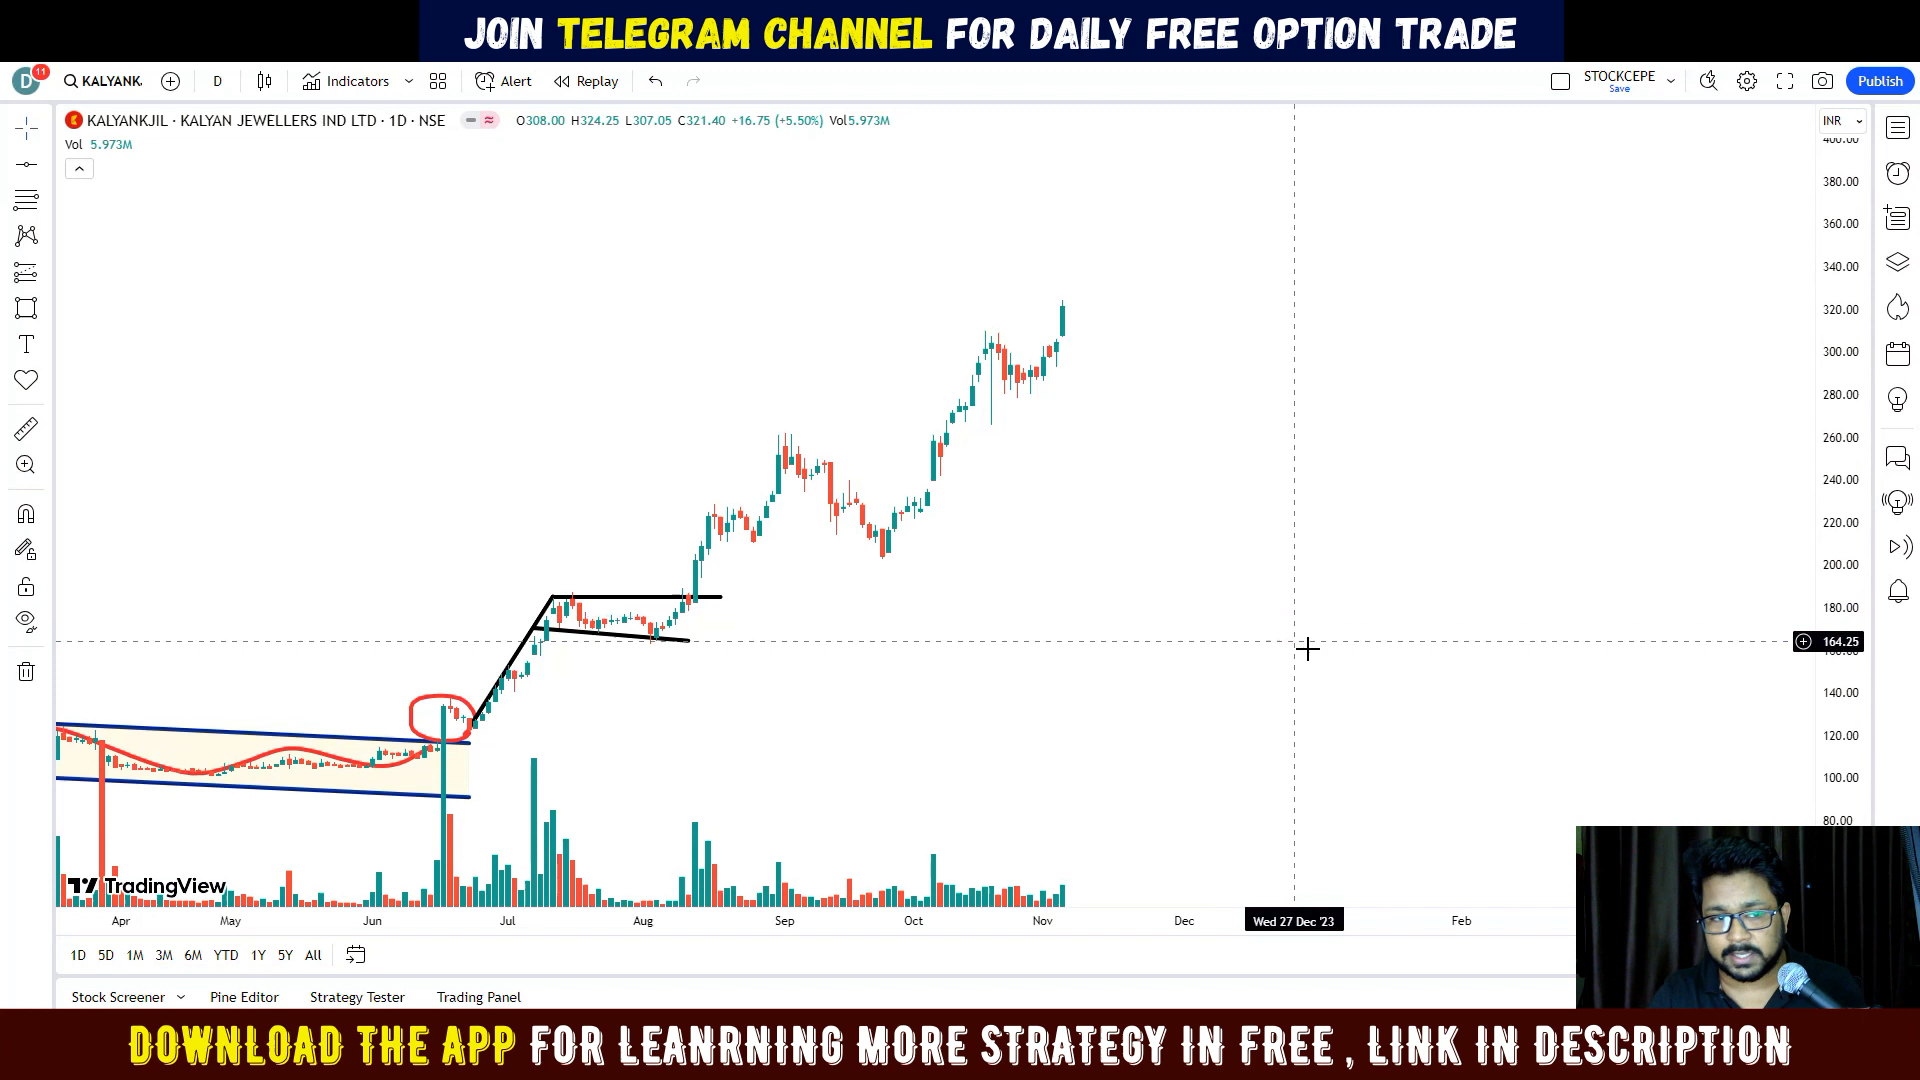 JOIN TELEGRAM CHANNEL FOR DAILY FREE OPTION TRADE
D 11 KALYANK D Indicators Alert Replay STOCKCEPE Save Publish
KALYANKJIL · KALYAN JEWELLERS IND LTD · 1D · NSE O308.00 H324.25 L307.05 C321.40 +16.75 (+5.50%) Vol5.973M INR
Vol 5.973M
400.00
380.00
360.00
340.00
320.00
300.00
280.00
260.00
240.00
220.00
200.00
180.00
164.25
160.00
140.00
120.00
100.00
80.00
TradingView
Apr May Jun Jul Aug Sep Oct Nov Dec Wed 27 Dec '23 Feb
1D 5D 1M 3M 6M YTD 1Y 5Y All
Stock Screener Pine Editor Strategy Tester Trading Panel
DOWNLOAD THE APP FOR LEANRNING MORE STRATEGY IN FREE , LINK IN DESCRIPTION